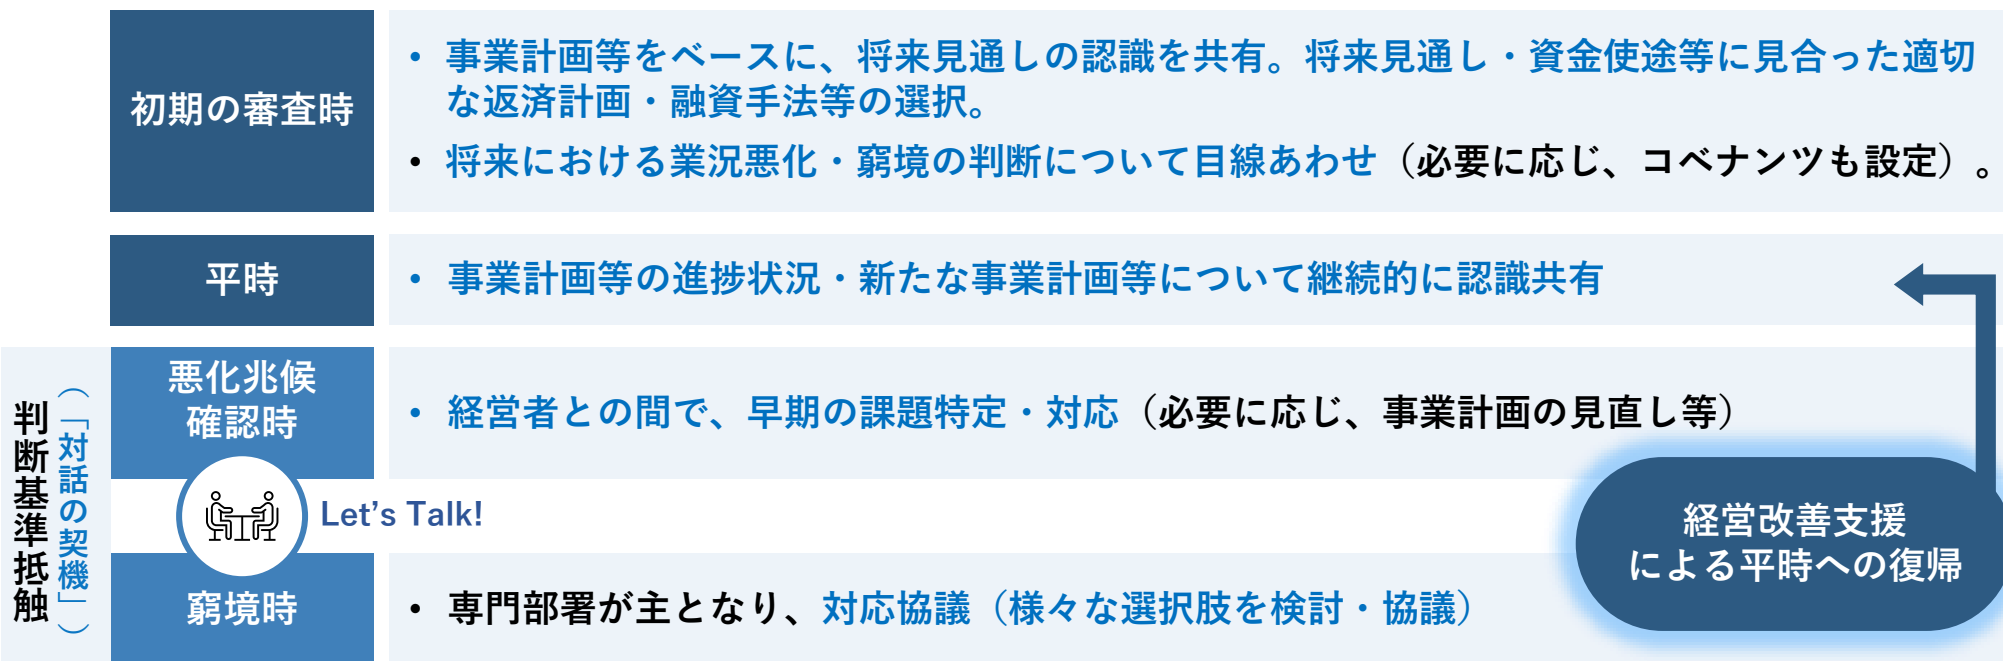 初期の審査時
• 事業計画等をベースに、将来見通しの認識を共有。将来見通し・資金使途等に見合った適切
な返済計画・融資手法等の選択。
• 将来における業況悪化・窮境の判断について目線あわせ（必要に応じ、コベナンツも設定）。
平時
• 事業計画等の進捗状況・新たな事業計画等について継続的に認識共有
判断基準抵触
（「対話の契機」）
悪化兆候
確認時
• 経営者との間で、早期の課題特定・対応（必要に応じ、事業計画の見直し等）
Let's Talk!
経営改善支援
による平時への復帰
窮境時
• 専門部署が主となり、対応協議（様々な選択肢を検討・協議）